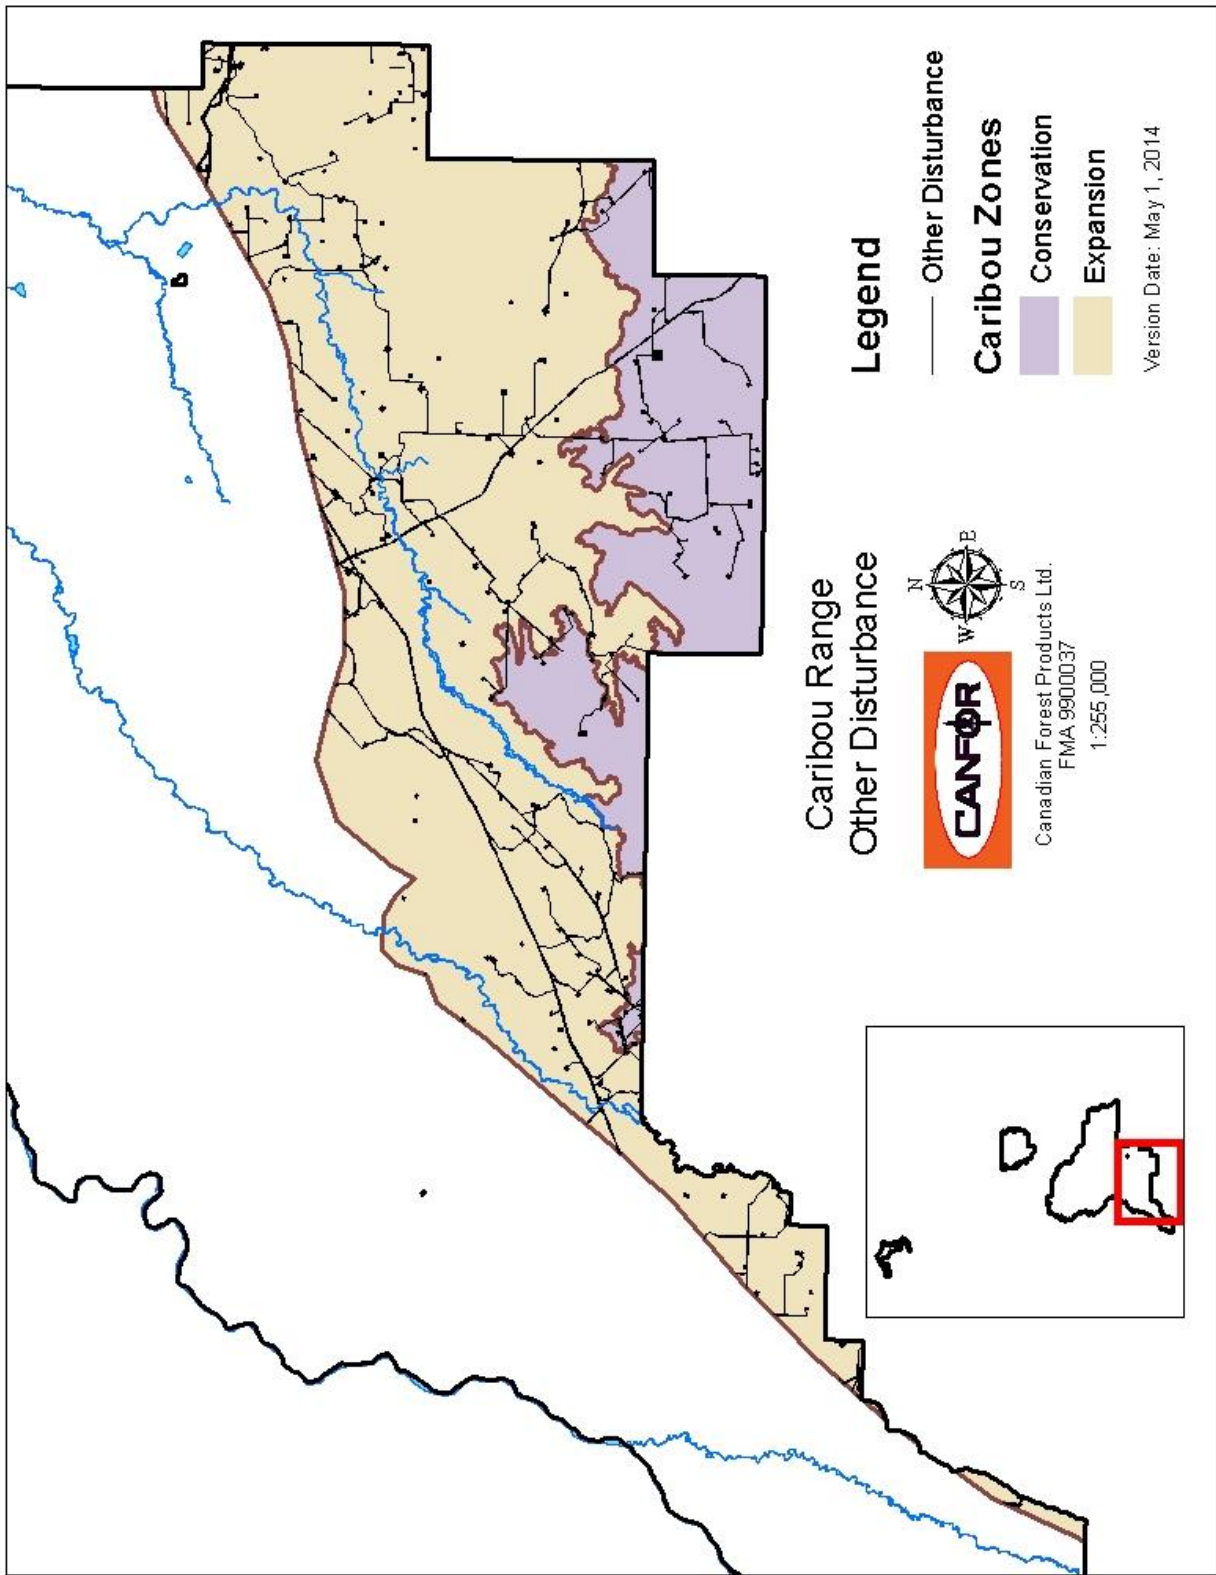 Caribou Range
Other Disturbance
CANFOR
N
W E
S
Canadian Forest Products Ltd.
FMA 9900037
1:255,000
Legend
Other Disturbance
Caribou Zones
Conservation
Expansion
Version Date: May 1, 2014